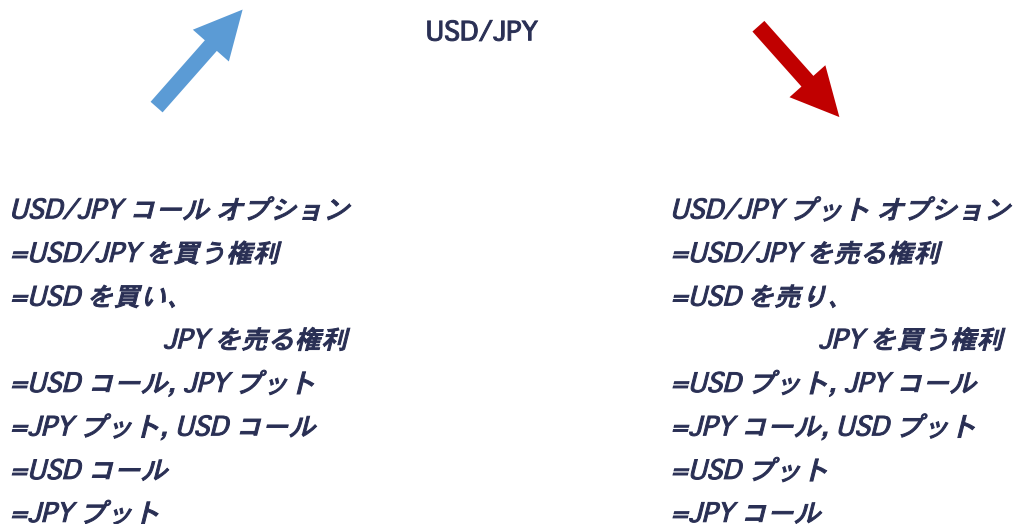 USD/JPY
USD/JPY コール オプション
=USD/JPY を買う権利
=USD を買い、
JPY を売る権利
=USD コール, JPY プット
=JPY プット, USD コール
=USD コール
=JPY プット
USD/JPY プット オプション
=USD/JPY を売る権利
=USD を売り、
JPY を買う権利
=USD プット, JPY コール
=JPY コール, USD プット
=USD プット
=JPY コール